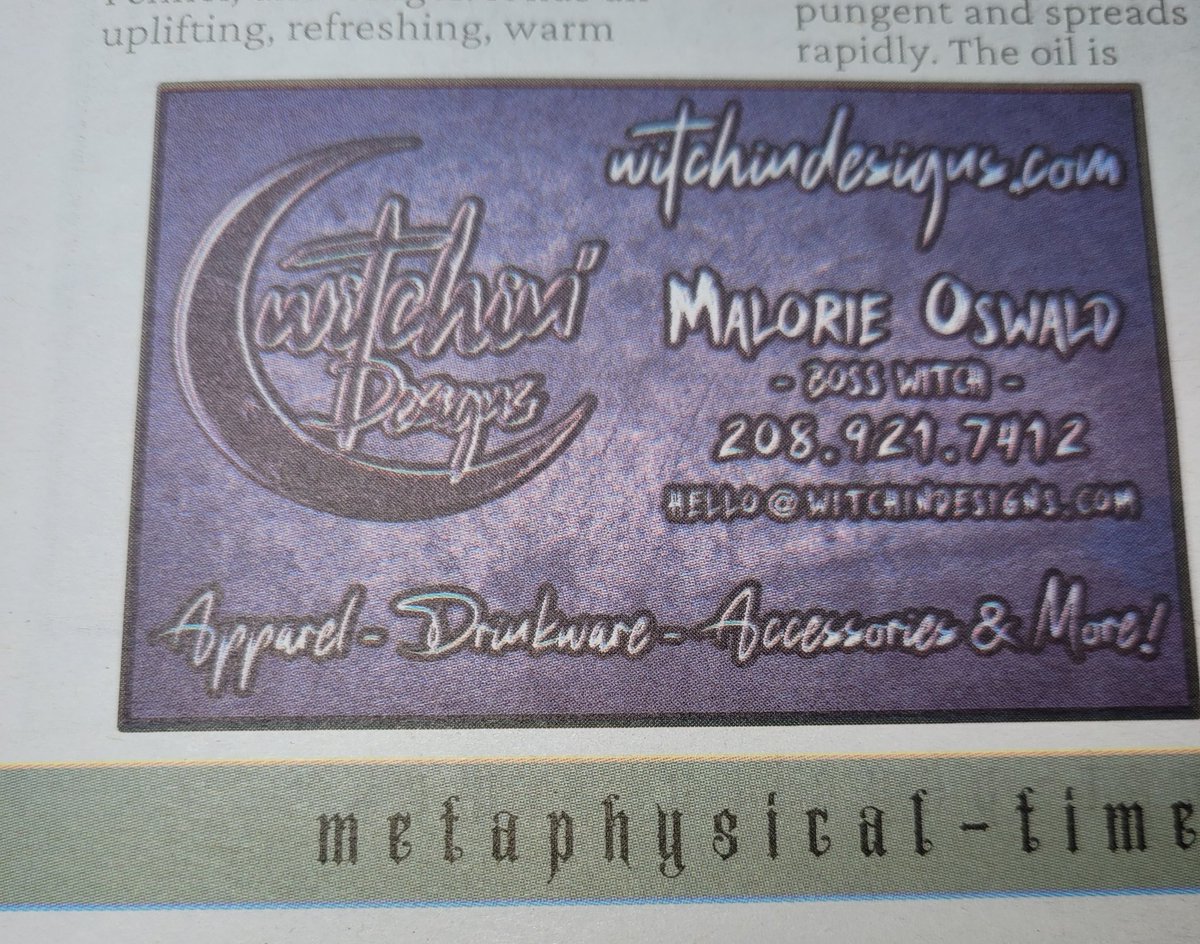 uplifting, refreshing, warm
pungent and spreads
rapidly. The oil is
witchin'
Designs
witchindesigns.com
MALORIE OSWALD
- BOSS WITCH -
208.921.7412
HELLO@WITCHINDESIGNS.COM
Apparel - Drinkware - Accessories & More!
metaphysical-time